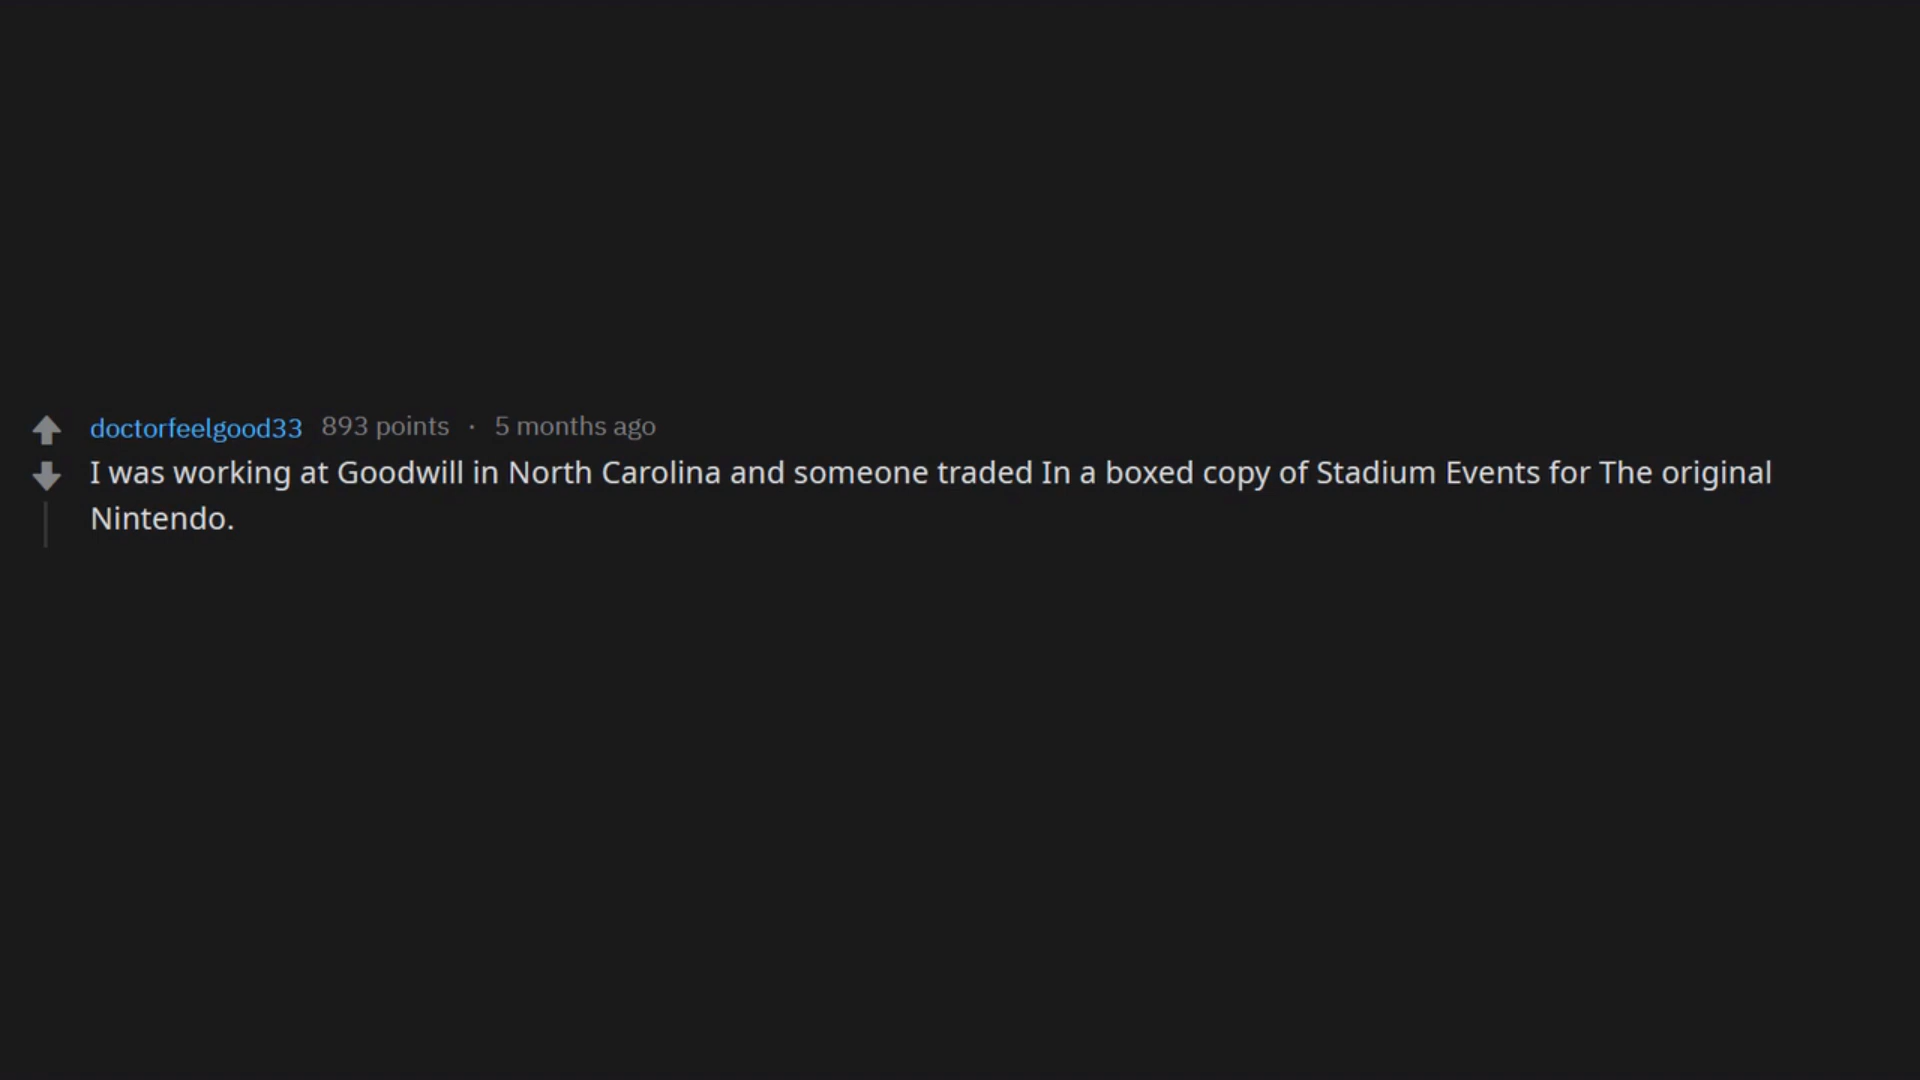 doctorfeelgood33 893 points · 5 months ago
I was working at Goodwill in North Carolina and someone traded In a boxed copy of Stadium Events for The original
Nintendo.